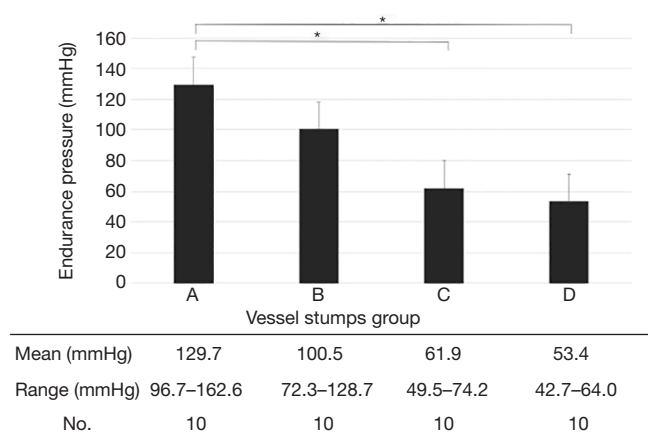 *
*
Endurance pressure (mmHg)
160
140
120
100
80
60
40
20
0
A B C D
Vessel stumps group
Mean (mmHg) 129.7 100.5 61.9 53.4
Range (mmHg) 96.7–162.6 72.3–128.7 49.5–74.2 42.7–64.0
No. 10 10 10 10